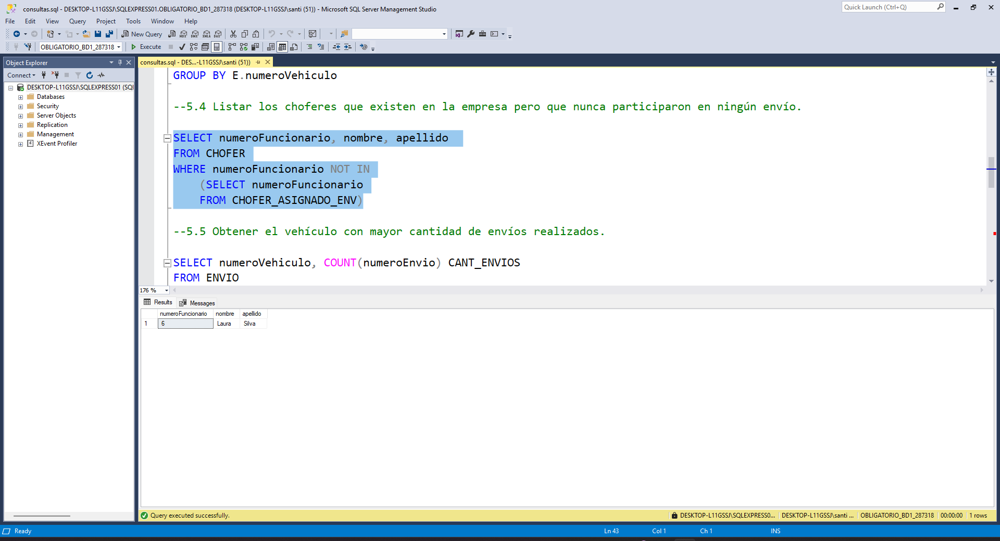 consultas.sql - DESKTOP-L11GSSJ\SQLEXPRESS01.OBLIGATORIO_BD1_287318 (DESKTOP-L11GSSJ\santi (51)) - Microsoft SQL Server Management Studio
Quick Launch (Ctrl+Q)
File Edit View Query Project Tools Window Help
New Query MDX DMX XMLA DAX
OBLIGATORIO_BD1_287318 Execute
Object Explorer
consultas.sql - DES...-L11GSSJ\santi (51))
Connect
DESKTOP-L11GSSJ\SQLEXPRESS01 (SQl
Databases
Security
Server Objects
Replication
Management
XEvent Profiler
GROUP BY E.numeroVehiculo
--5.4 Listar los choferes que existen en la empresa pero que nunca participaron en ningún envío.
SELECT numeroFuncionario, nombre, apellido
FROM CHOFER
WHERE numeroFuncionario NOT IN
(SELECT numeroFuncionario
FROM CHOFER_ASIGNADO_ENV)
--5.5 Obtener el vehículo con mayor cantidad de envíos realizados.
SELECT numeroVehiculo, COUNT(numeroEnvio) CANT_ENVIOS
FROM ENVIO
176 %
Results Messages
numeroFuncionario nombre apellido
1 6 Laura Silva
Query executed successfully.
DESKTOP-L11GSSJ\SQLEXPRESS0... DESKTOP-L11GSSJ\santi ... OBLIGATORIO_BD1_287318 00:00:00 1 rows
Ready Ln 43 Col 1 Ch 1 INS